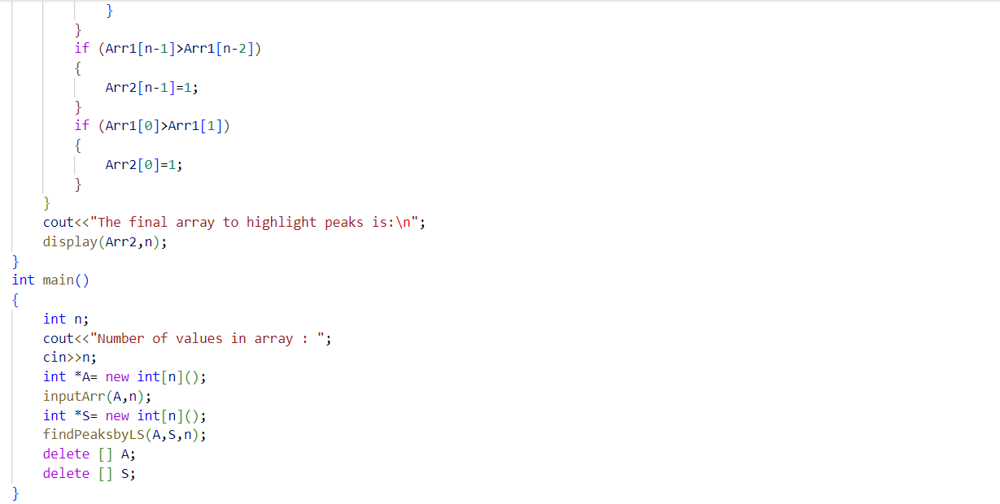 }
        }
        if (Arr1[n-1]>Arr1[n-2])
        {
            Arr2[n-1]=1;
        }
        if (Arr1[0]>Arr1[1])
        {
            Arr2[0]=1;
        }
    }
    cout<<"The final array to highlight peaks is:\n";
    display(Arr2,n);
}
int main()
{
    int n;
    cout<<"Number of values in array : ";
    cin>>n;
    int *A= new int[n]();
    inputArr(A,n);
    int *S= new int[n]();
    findPeaksbyLS(A,S,n);
    delete [] A;
    delete [] S;
}